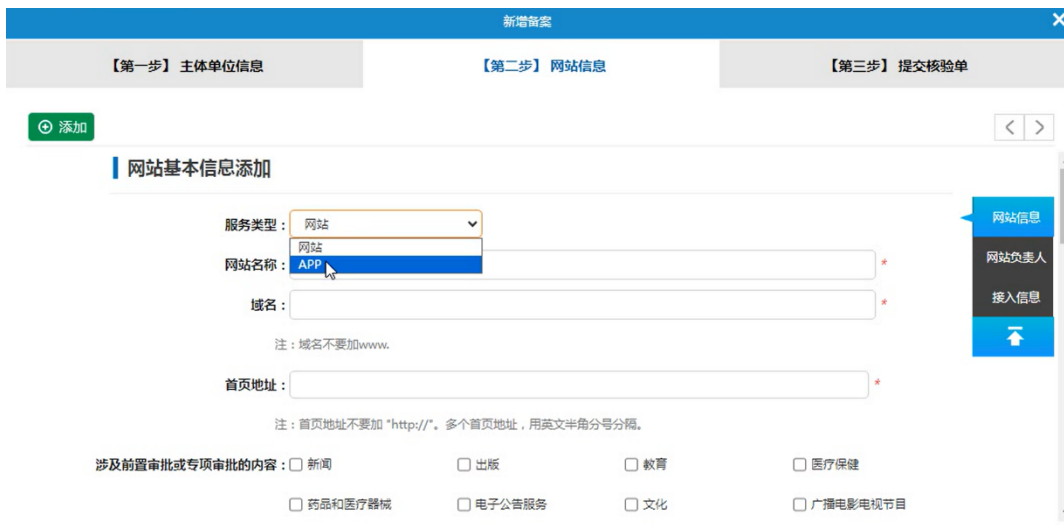 新增备案
【第一步】 主体单位信息
【第二步】 网站信息
【第三步】 提交核验单
添加
网站基本信息添加
服务类型： 网站
网站
APP
网站名称： *
域名： *
注：域名不要加www.
首页地址： *
注：首页地址不要加 "http://"。多个首页地址，用英文半角分号分隔。
涉及前置审批或专项审批的内容： 新闻 出版 教育 医疗保健
药品和医疗器械 电子公告服务 文化 广播电影电视节目
网站信息
网站负责人
接入信息